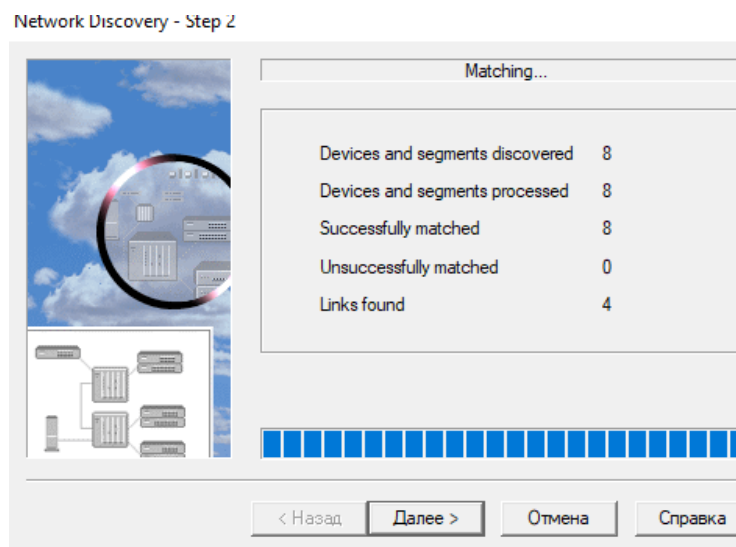 Network Discovery - Step 2
Matching...
Devices and segments discovered 8
Devices and segments processed 8
Successfully matched 8
Unsuccessfully matched 0
Links found 4
< Назад Далее > Отмена Справка